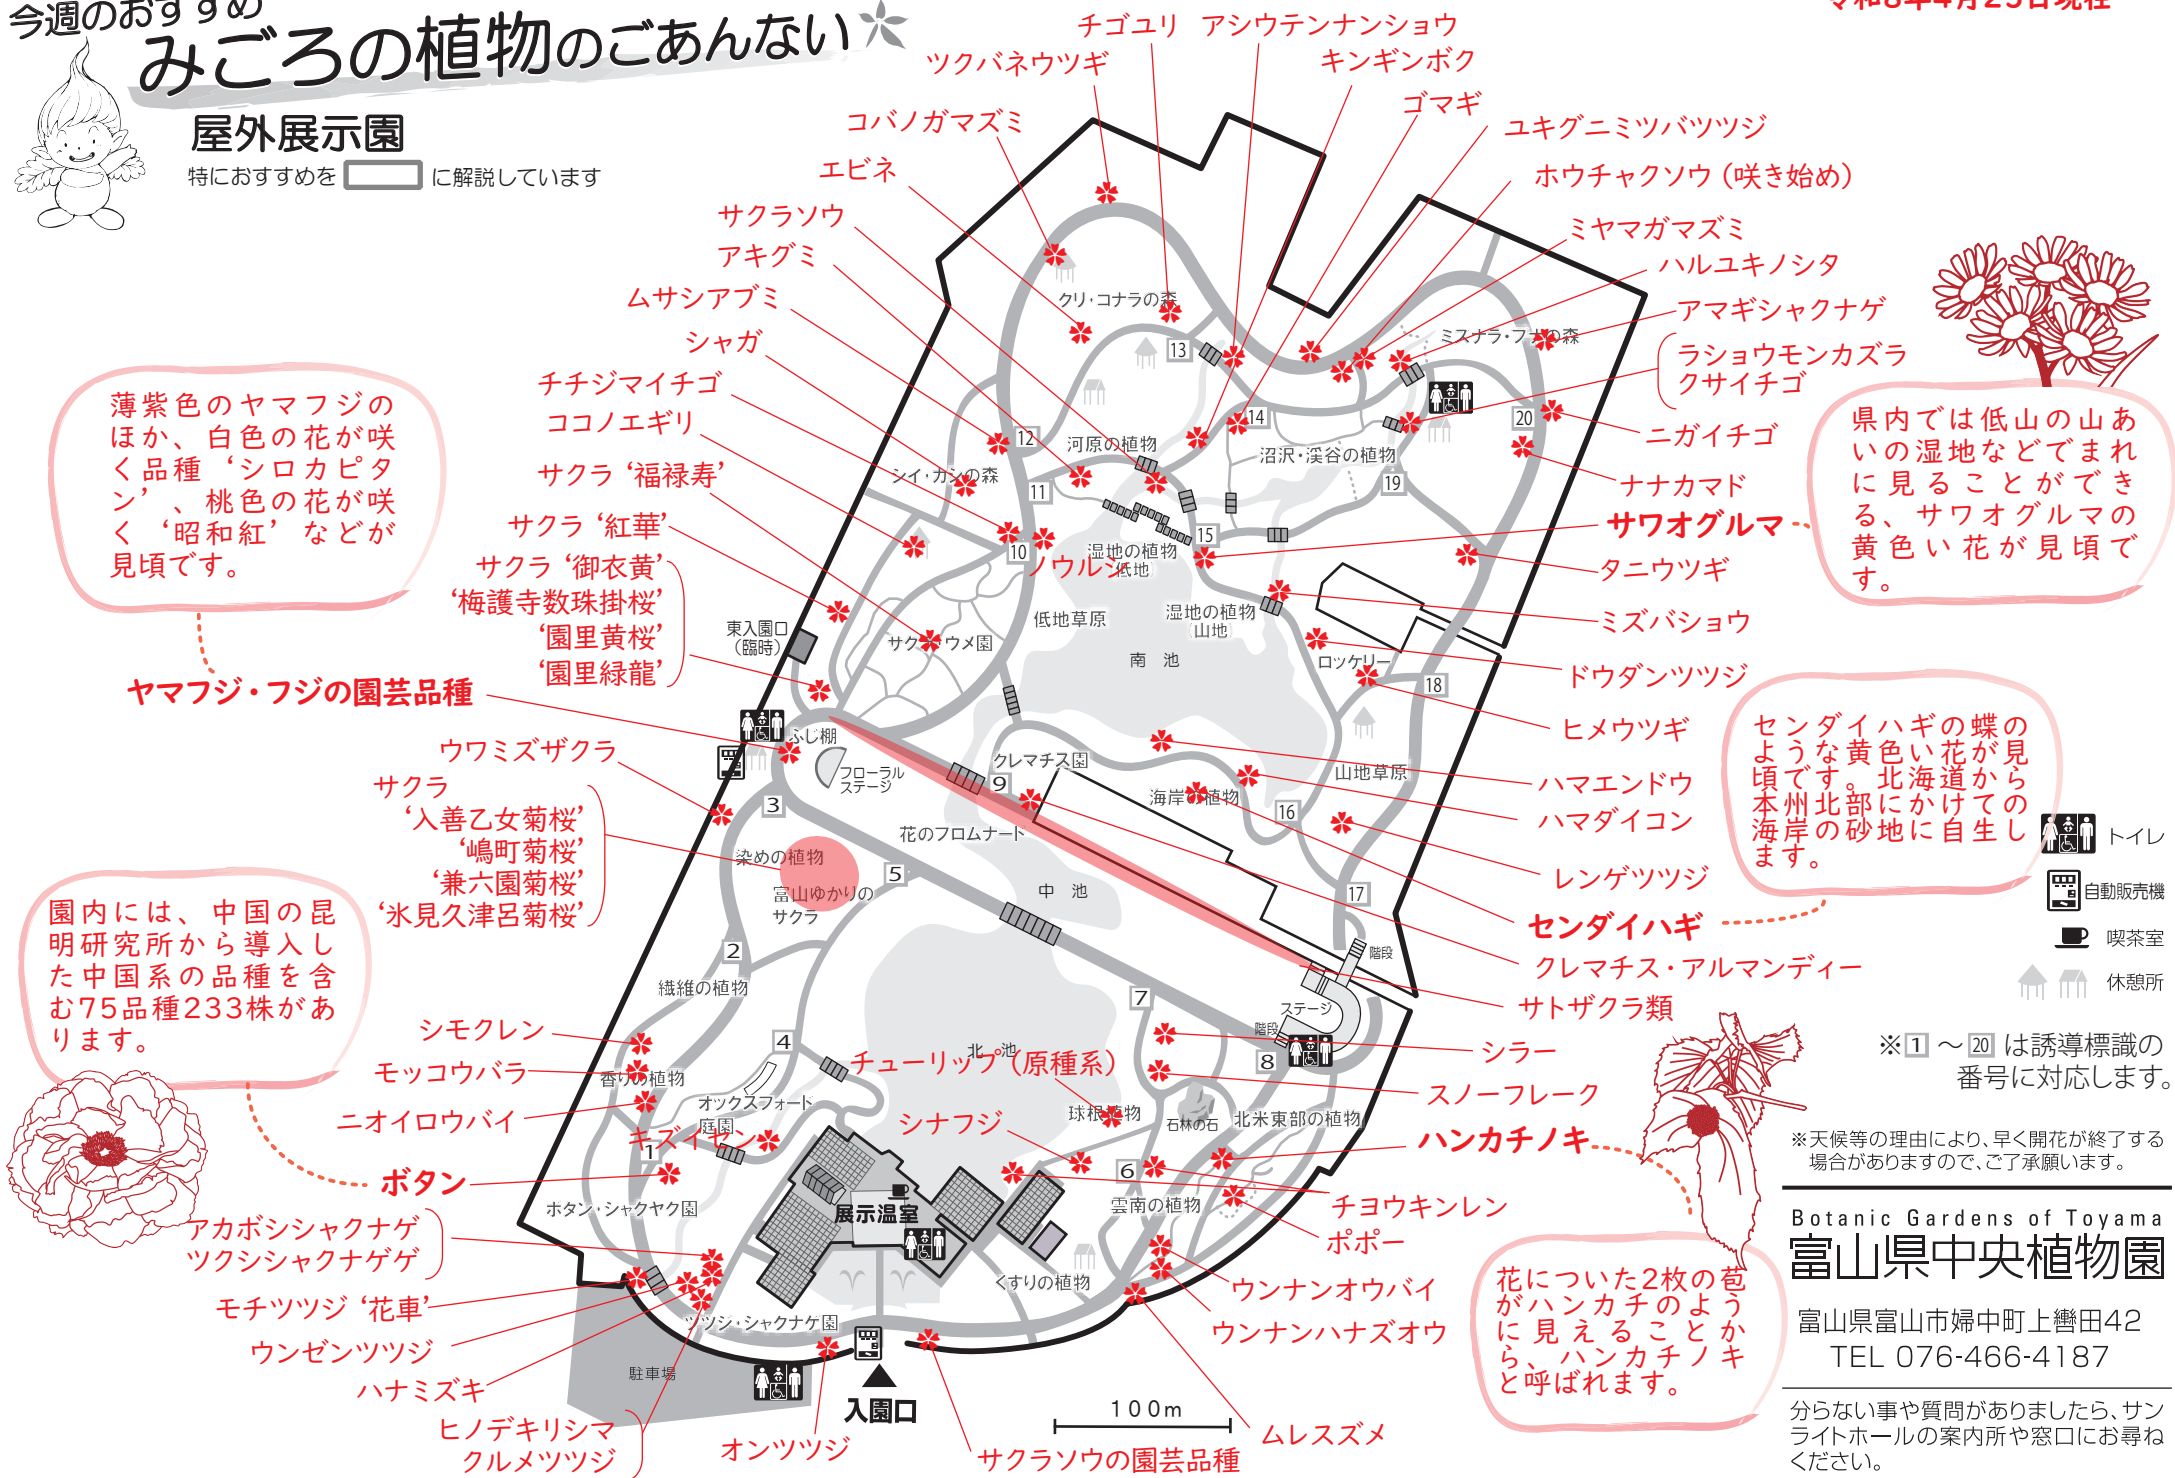 今週のおすすめ
みごろの植物のごあんない
令和8年4月25日現在
屋外展示園
特におすすめを に解説しています
チゴユリ
アシウテンナンショウ
ツクバネウツギ
キンギンボク
ゴマギ
コバノガマズミ
ユキグニミツバツツジ
エビネ
ホウチャクソウ(咲き始め)
サクラソウ
ミヤマガマズミ
アキグミ
ハルユキノシタ
ムサシアブミ
アマギシャクナゲ
シャガ
ラショウモンカズラ
クサイチゴ
チチジマイチゴ
ココノエギリ
ニガイチゴ
サクラ ‘福禄寿’
ナナカマド
サクラ ‘紅華’
サワオグルマ
サクラ ‘御衣黄’
‘梅護寺数珠掛桜’
‘園里黄桜’
‘園里緑龍’
タニウツギ
ミズバショウ
ノウルシ
ドウダンツツジ
ヤマフジ・フジの園芸品種
ヒメウツギ
ウワミズザクラ
ハマエンドウ
サクラ
‘入善乙女菊桜’
‘嶋町菊桜’
‘兼六園菊桜’
‘氷見久津呂菊桜’
ハマダイコン
レンゲツツジ
センダイハギ
クレマチス・アルマンディー
サトザクラ類
シモクレン
モッコウバラ
ニオイロウバイ
チューリップ(原種系)
シラー
スノーフレーク
シナフジ
キズイセン
ハンカチノキ
ボタン
チヨウキンレン
ポポー
アカボシシャクナゲ
ツクシシャクナゲゲ
モチツツジ ‘花車’
ウンナンオウバイ
ウンゼンツツジ
ウンナンハナズオウ
ハナミズキ
ヒノデキリシマ
クルメツツジ
オンツツジ
サクラソウの園芸品種
ムレスズメ
薄紫色のヤマフジの
ほか、白色の花が咲
く品種‘シロカピタ
ン’、桃色の花が咲
く‘昭和紅’などが
見頃です。
県内では低山の山あ
いの湿地などでまれ
に見ることができ
る、サワオグルマの
黄色い花が見頃で
す。
センダイハギの蝶の
ような黄色い花が見
頃です。北海道から
本州北部にかけての
海岸の砂地に自生し
ます。
園内には、中国の昆
明研究所から導入し
た中国系の品種を含
む75品種233株があ
ります。
花についた2枚の苞
がハンカチのよう
に見えることか
ら、ハンカチノキ
と呼ばれます。
クリ・コナラの森
ミズナラ・ブナの森
13
14
12
20
河原の植物
沼沢・渓谷の植物
シイ・カシの森
11
19
15
10
湿地の植物
低地
低地草原
湿地の植物
山地
東入園口
(臨時)
サクラ・ウメ園
南 池
ロックリー
18
ふじ棚
フローラル
ステージ
クレマチス園
9
山地草原
海岸の植物
3
16
花のプロムナード
染めの植物
5
富山ゆかりの
サクラ
中 池
17
2
階段
繊維の植物
7
ステージ
階段
4
北 池
8
香りの植物
オックスフォード
庭園
球根植物
石林の石
北米東部の植物
1
6
雲南の植物
ボタン・シャクヤク園
展示温室
くすりの植物
ツツジ・シャクナゲ園
駐車場
入園口
100m
トイレ
自動販売機
喫茶室
休憩所
※1~20は誘導標識の
番号に対応します。
※天候等の理由により、早く開花が終了する
場合がありますので、ご了承願います。
Botanic Gardens of Toyama
富山県中央植物園
富山県富山市婦中町上轡田42
TEL 076-466-4187
分らない事や質問がありましたら、サン
ライトホールの案内所や窓口にお尋ね
ください。